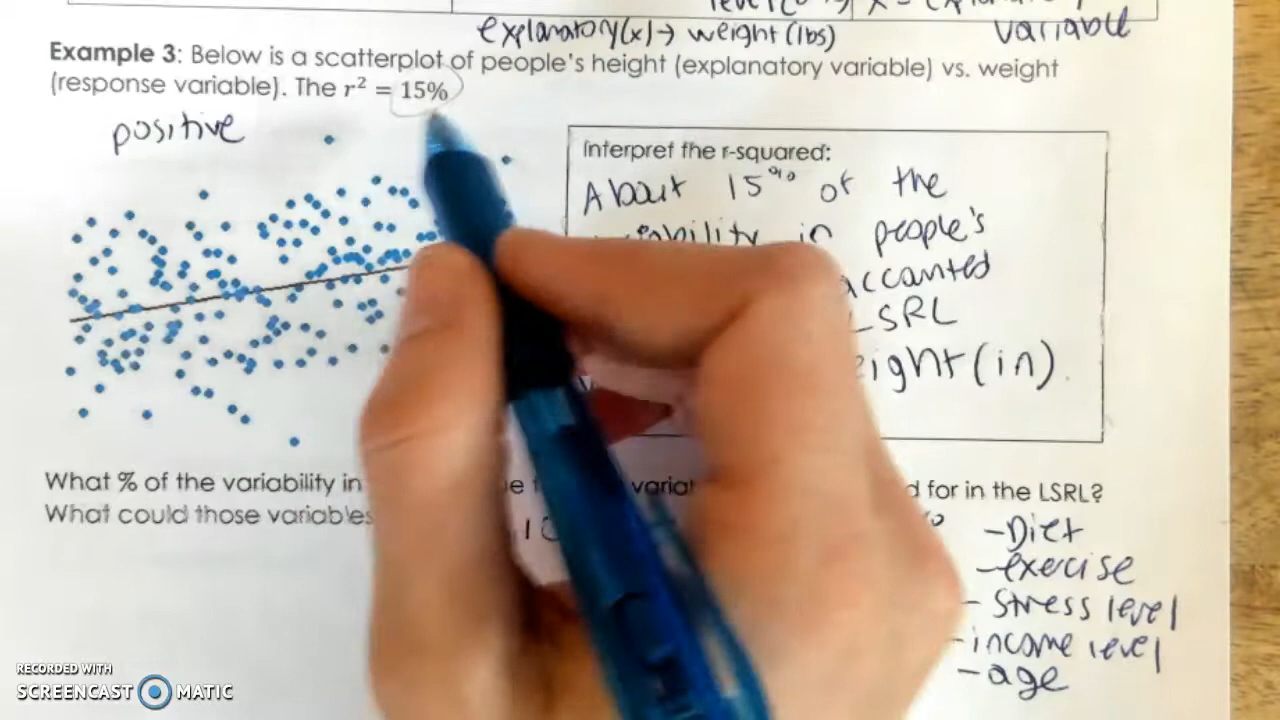 explanatory(x)→ weight (lbs) variable
Example 3: Below is a scatterplot of people's height (explanatory variable) vs. weight
(response variable). The r² = 15%
positive
Interpret the r-squared:
About 15% of the
in people's
accounted
LSRL
(in).
What % of the variability in for in the LSRL?
What could those variables
-Diet
-exercise
- Stress level
-income level
-age
RECORDED WITH
SCREENCAST MATIC